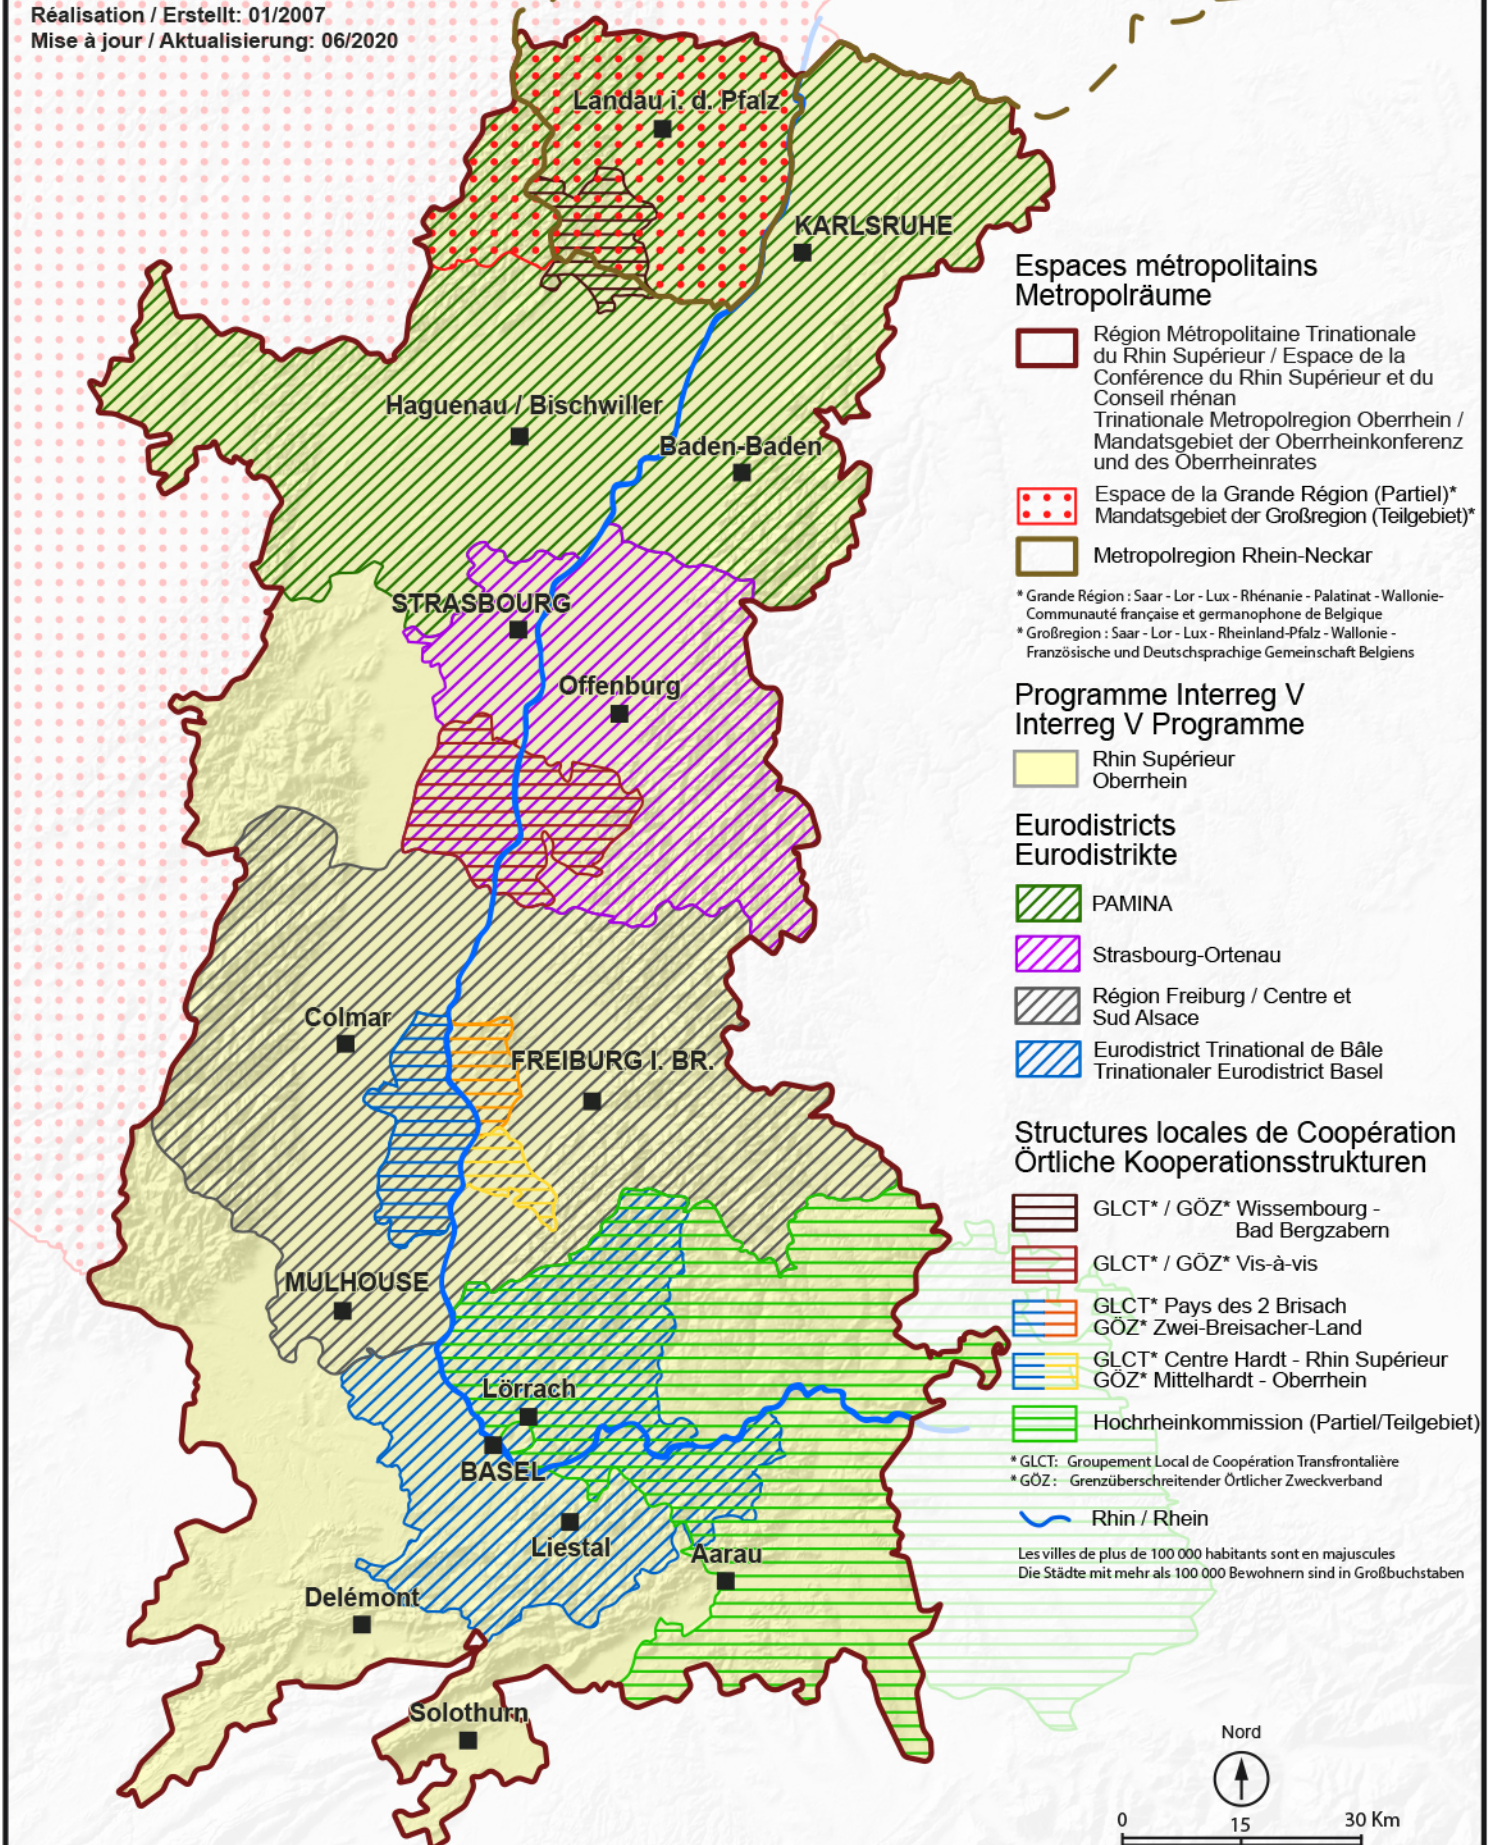 Réalisation / Erstellt: 01/2007
Mise à jour / Aktualisierung: 06/2020
Landau i. d. Pfalz
KARLSRUHE
Haguenau / Bischwiller
Baden-Baden
STRASBOURG
Offenburg
Colmar
FREIBURG I. BR.
MULHOUSE
Lörrach
BASEL
Liestal
Aarau
Delémont
Solothurn
Espaces métropolitains
Metropolräume
Région Métropolitaine Trinationale
du Rhin Supérieur / Espace de la
Conférence du Rhin Supérieur et du
Conseil rhénan
Trinationale Metropolregion Oberrhein /
Mandatsgebiet der Oberrheinkonferenz
und des Oberrheinrates
Espace de la Grande Région (Partiel)*
Mandatsgebiet der Großregion (Teilgebiet)*
Metropolregion Rhein-Neckar
* Grande Région : Saar - Lor - Lux - Rhénanie - Palatinat - Wallonie-
Communauté française et germanophone de Belgique
* Großregion : Saar - Lor - Lux - Rheinland-Pfalz - Wallonie -
Französische und Deutschsprachige Gemeinschaft Belgiens
Programme Interreg V
Interreg V Programme
Rhin Supérieur
Oberrhein
Eurodistricts
Eurodistrikte
PAMINA
Strasbourg-Ortenau
Région Freiburg / Centre et
Sud Alsace
Eurodistrict Trinational de Bâle
Trinationaler Eurodistrict Basel
Structures locales de Coopération
Örtliche Kooperationsstrukturen
GLCT* / GÖZ* Wissembourg -
Bad Bergzabern
GLCT* / GÖZ* Vis-à-vis
GLCT* Pays des 2 Brisach
GÖZ* Zwei-Breisacher-Land
GLCT* Centre Hardt - Rhin Supérieur
GÖZ* Mittelhardt - Oberrhein
Hochrheinkommission (Partiel/Teilgebiet)
* GLCT: Groupement Local de Coopération Transfrontalière
* GÖZ : Grenzüberschreitender Örtlicher Zweckverband
Rhin / Rhein
Les villes de plus de 100 000 habitants sont en majuscules
Die Städte mit mehr als 100 000 Bewohnern sind in Großbuchstaben
Nord
0 15 30 Km